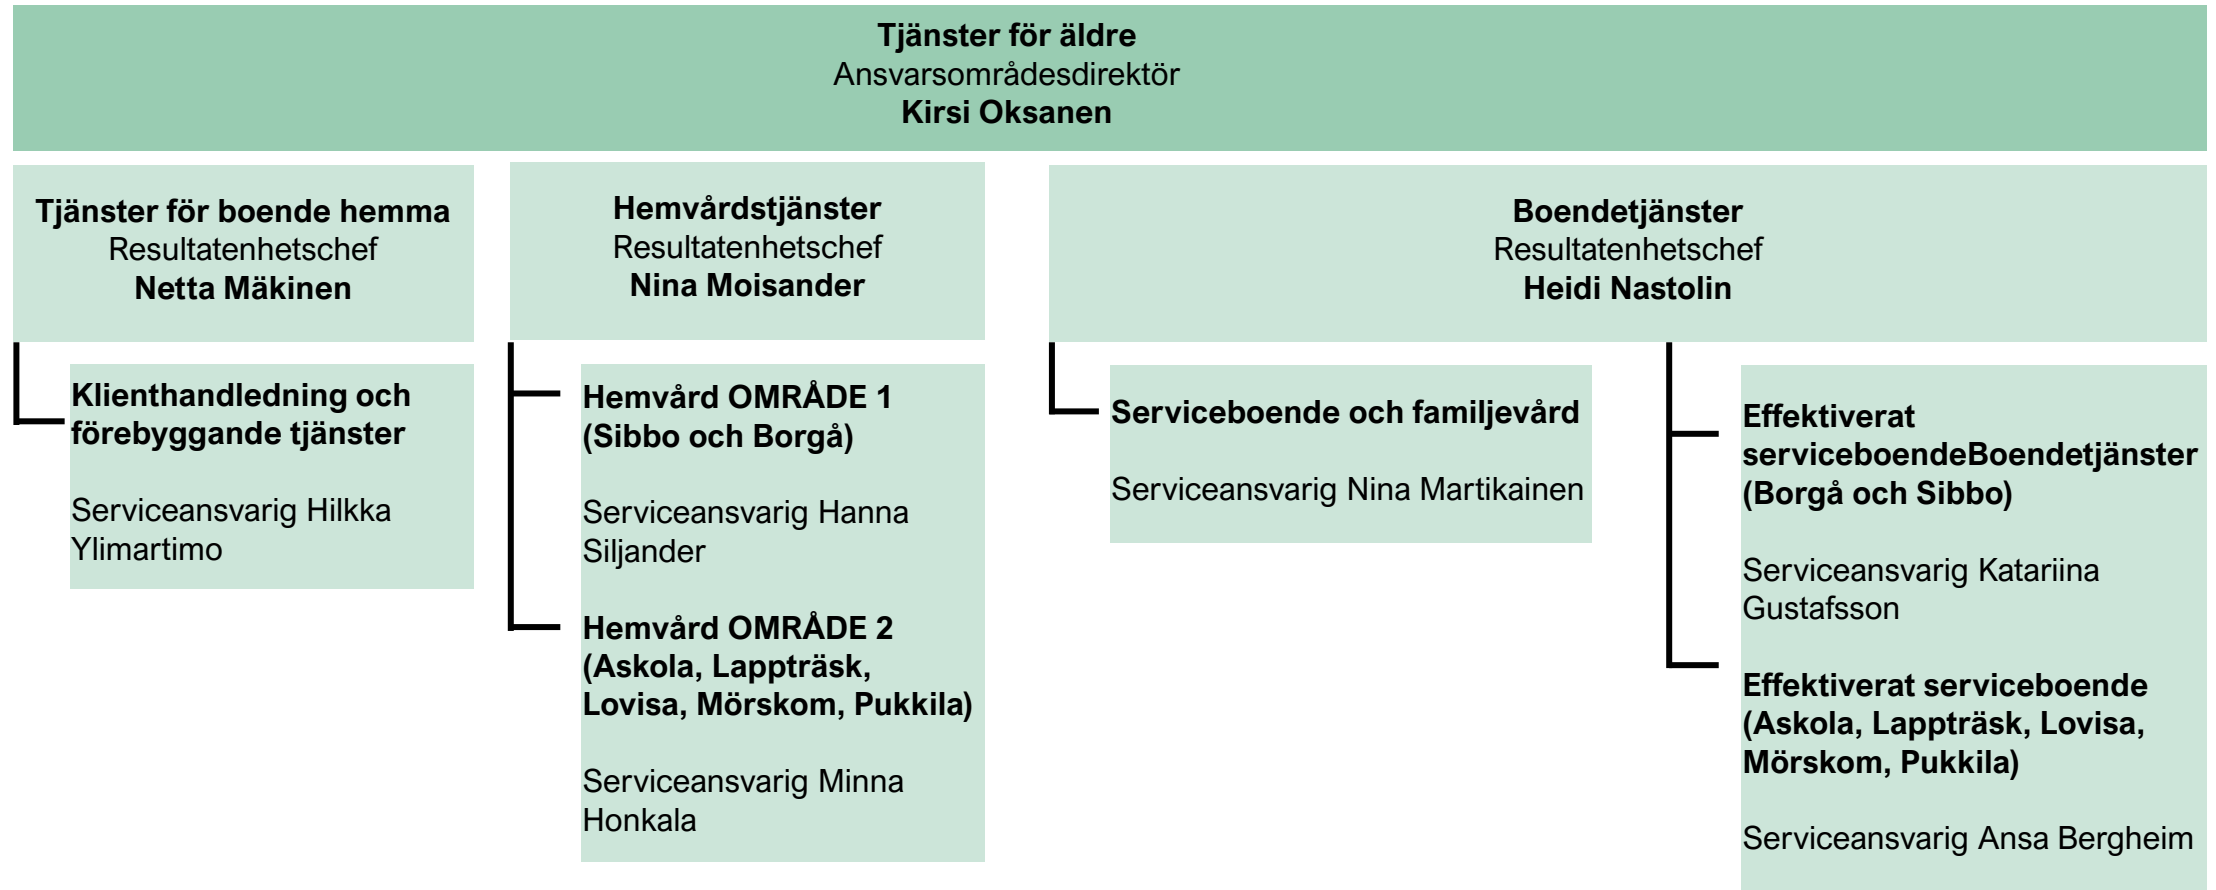 Tjänster för äldre
Ansvarsområdesdirektör
Kirsi Oksanen
Tjänster för boende hemma
Resultatenhetschef
Netta Mäkinen
Klienthandledning och
förebyggande tjänster
Serviceansvarig Hilkka
Ylimartimo
Hemvårdstjänster
Resultatenhetschef
Nina Moisander
Hemvård OMRÅDE 1
(Sibbo och Borgå)
Serviceansvarig Hanna
Siljander
Hemvård OMRÅDE 2
(Askola, Lappträsk,
Lovisa, Mörskom, Pukkila)
Serviceansvarig Minna
Honkala
Boendetjänster
Resultatenhetschef
Heidi Nastolin
Serviceboende och familjevård
Serviceansvarig Nina Martikainen
Effektiverat
serviceboendeBoendetjänster
(Borgå och Sibbo)
Serviceansvarig Katariina
Gustafsson
Effektiverat serviceboende
(Askola, Lappträsk, Lovisa,
Mörskom, Pukkila)
Serviceansvarig Ansa Bergheim